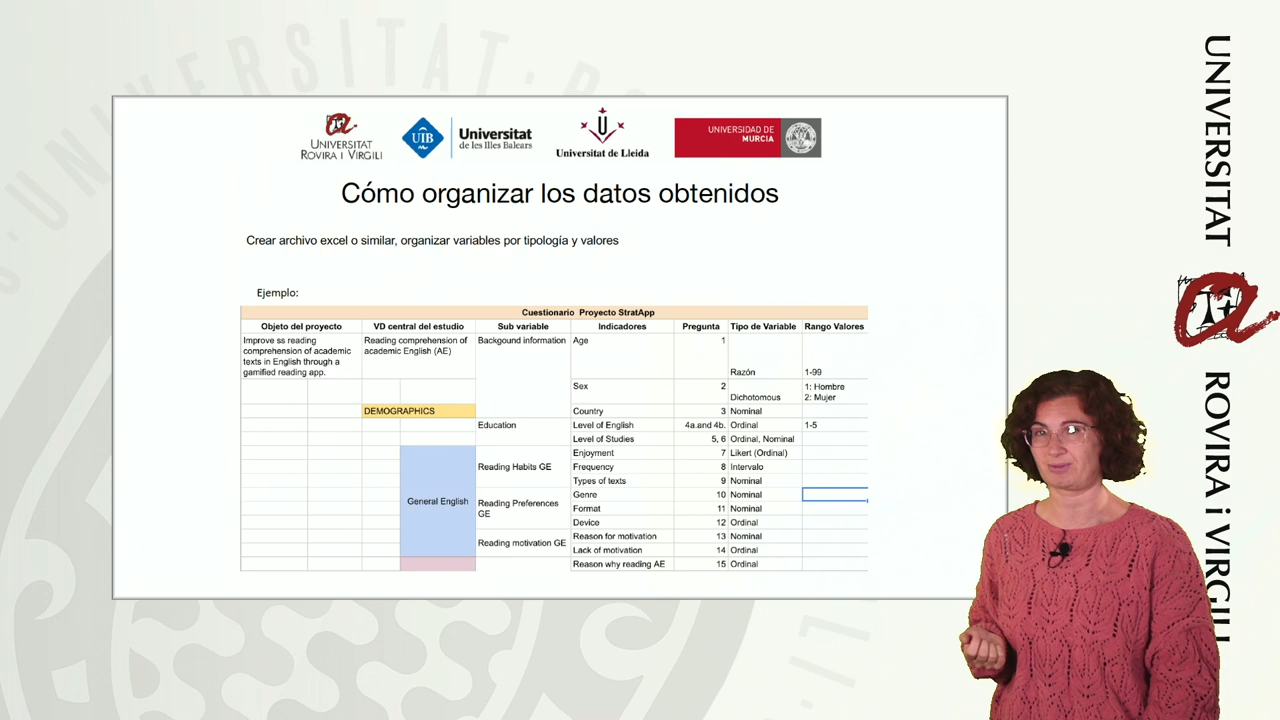 UNIVERSITAT
ROVIRA I VIRGILI
UIB
Universitat
de les Illes Balears
Universitat de Lleida
UNIVERSIDAD DE
MURCIA
Cómo organizar los datos obtenidos
Crear archivo excel o similar, organizar variables por tipología y valores
Ejemplo:
Cuestionario Proyecto StratApp
Objeto del proyecto VD central del estudio Sub variable Indicadores Pregunta Tipo de Variable Rango Valores
Improve ss reading
comprehension of academic
texts in English through a
gamified reading app.
Reading comprehension of
academic English (AE)
Backgound information Age 1 Razón 1-99
Sex 2 Dichotomous 1: Hombre
2: Mujer
DEMOGRAPHICS Country 3 Nominal
Education Level of English 4a.and 4b. Ordinal 1-5
Level of Studies 5, 6 Ordinal, Nominal
Enjoyment 7 Likert (Ordinal)
Reading Habits GE Frequency 8 Intervalo
Types of texts 9 Nominal
General English
Genre 10 Nominal
Reading Preferences
GE
Format 11 Nominal
Device 12 Ordinal
Reason for motivation 13 Nominal
Reading motivation GE
Lack of motivation 14 Ordinal
Reason why reading AE 15 Ordinal
UNIVERSITAT
ROVIRA i VIRGILI